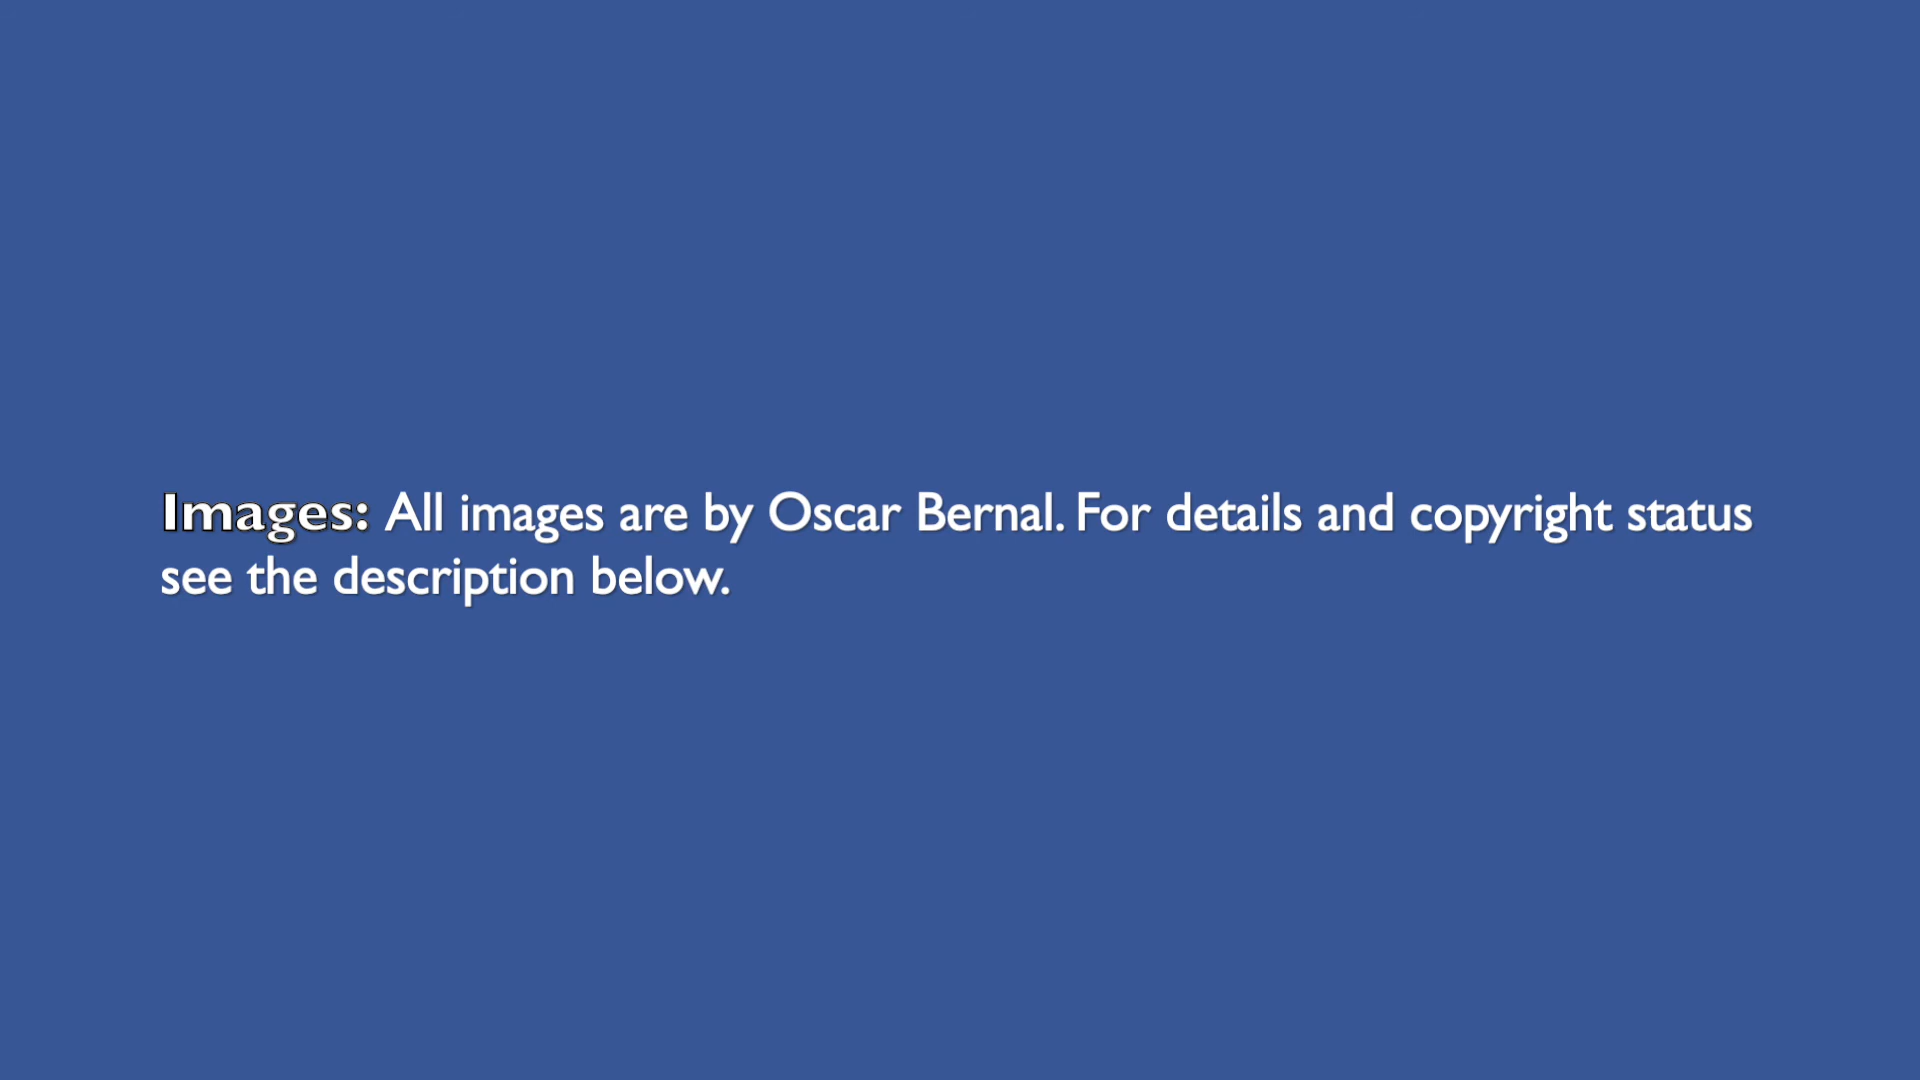 Images: All images are by Oscar Bernal. For details and copyright status
see the description below.